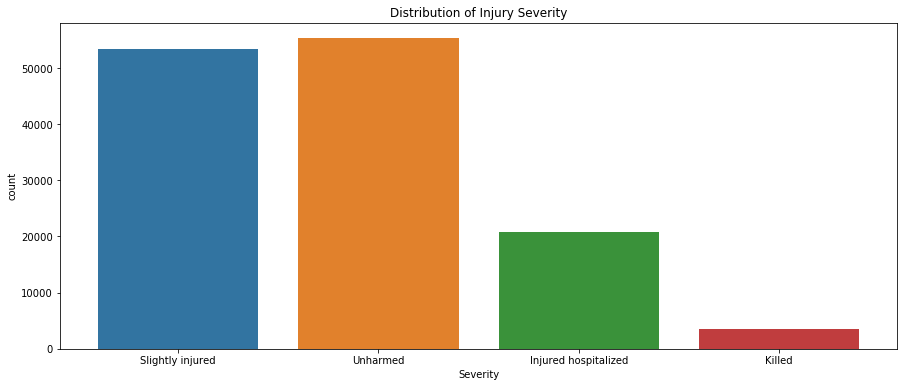 Distribution of Injury Severity
count
50000
40000
30000
20000
10000
0
Slightly injured Unharmed Injured hospitalized Killed
Severity